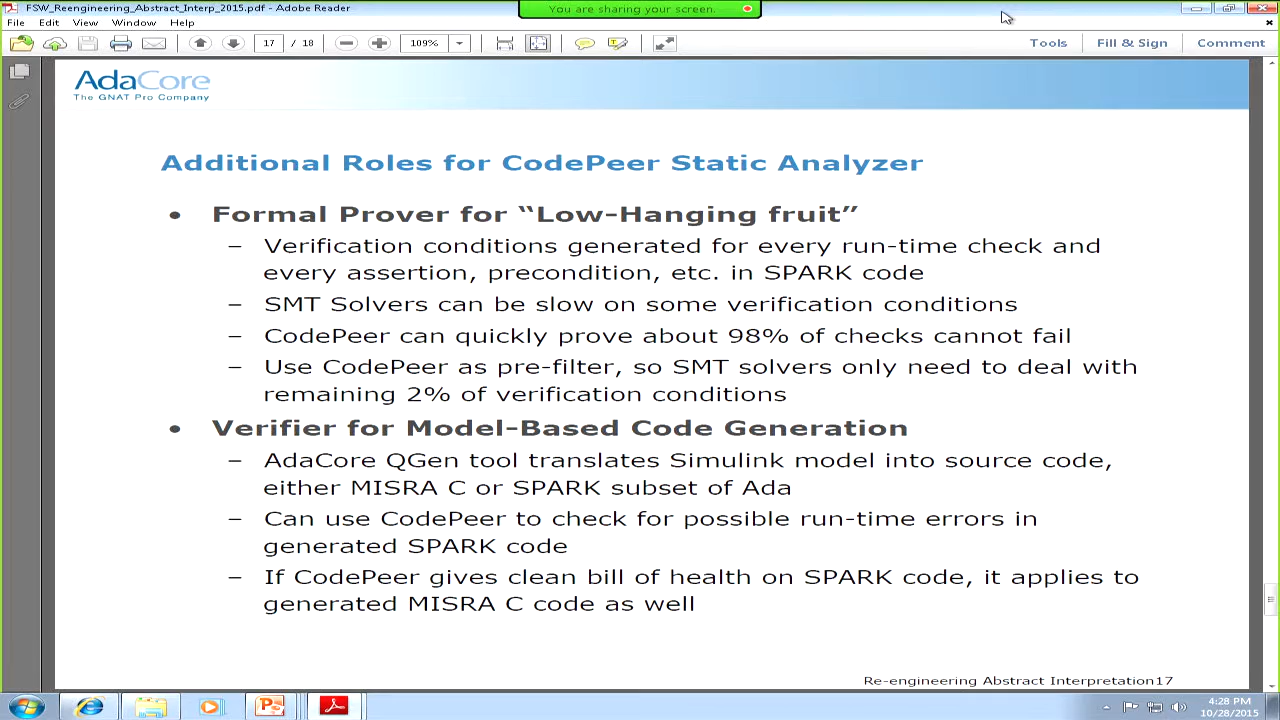 FSW_Reengineering_Abstract_Interp_2015.pdf - Adobe Reader
You are sharing your screen.
File Edit View Window Help
17 / 18 109% Tools Fill & Sign Comment
AdaCore
The GNAT Pro Company
Additional Roles for CodePeer Static Analyzer
• Formal Prover for “Low-Hanging fruit”
– Verification conditions generated for every run-time check and
every assertion, precondition, etc. in SPARK code
– SMT Solvers can be slow on some verification conditions
– CodePeer can quickly prove about 98% of checks cannot fail
– Use CodePeer as pre-filter, so SMT solvers only need to deal with
remaining 2% of verification conditions
• Verifier for Model-Based Code Generation
– AdaCore QGen tool translates Simulink model into source code,
either MISRA C or SPARK subset of Ada
– Can use CodePeer to check for possible run-time errors in
generated SPARK code
– If CodePeer gives clean bill of health on SPARK code, it applies to
generated MISRA C code as well
Re-engineering Abstract Interpretation17
4:28 PM
10/28/2015